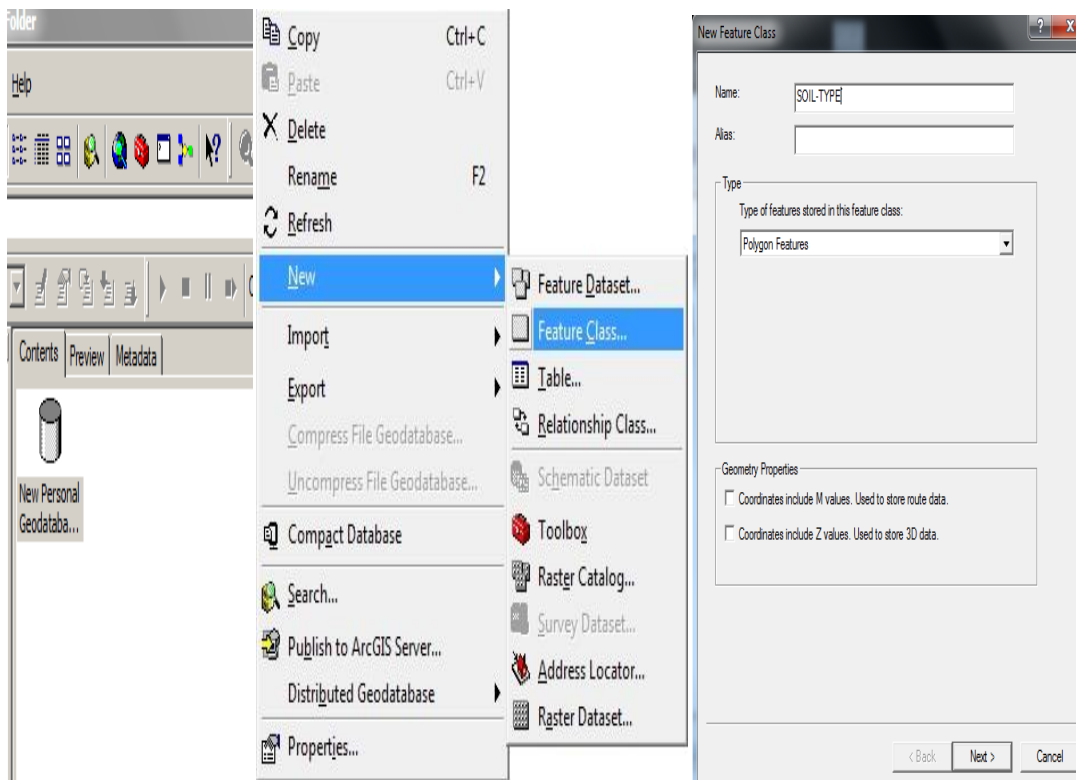 Folder
Help
Contents Preview Metadata
New Personal
Geodataba...
Copy Ctrl+C
Paste Ctrl+V
Delete
Rename F2
Refresh
New
Import
Export
Compress File Geodatabase...
Uncompress File Geodatabase...
Compact Database
Search...
Publish to ArcGIS Server...
Distributed Geodatabase
Properties...
Feature Dataset...
Feature Class...
Table...
Relationship Class...
Schematic Dataset
Toolbox
Raster Catalog...
Survey Dataset...
Address Locator...
Raster Dataset...
New Feature Class
Name: SOIL-TYPE
Alias:
Type
Type of features stored in this feature class:
Polygon Features
Geometry Properties
Coordinates include M values. Used to store route data.
Coordinates include Z values. Used to store 3D data.
< Back Next > Cancel